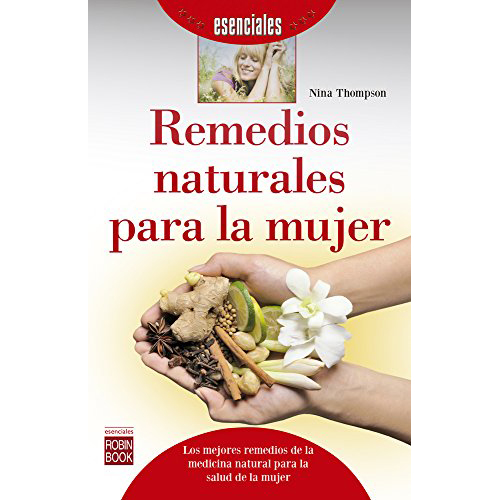 esenciales
Nina Thompson
Remedios
naturales
para la mujer
esenciales
ROBIN
BOOK
Los mejores remedios de la
medicina natural para la
salud de la mujer